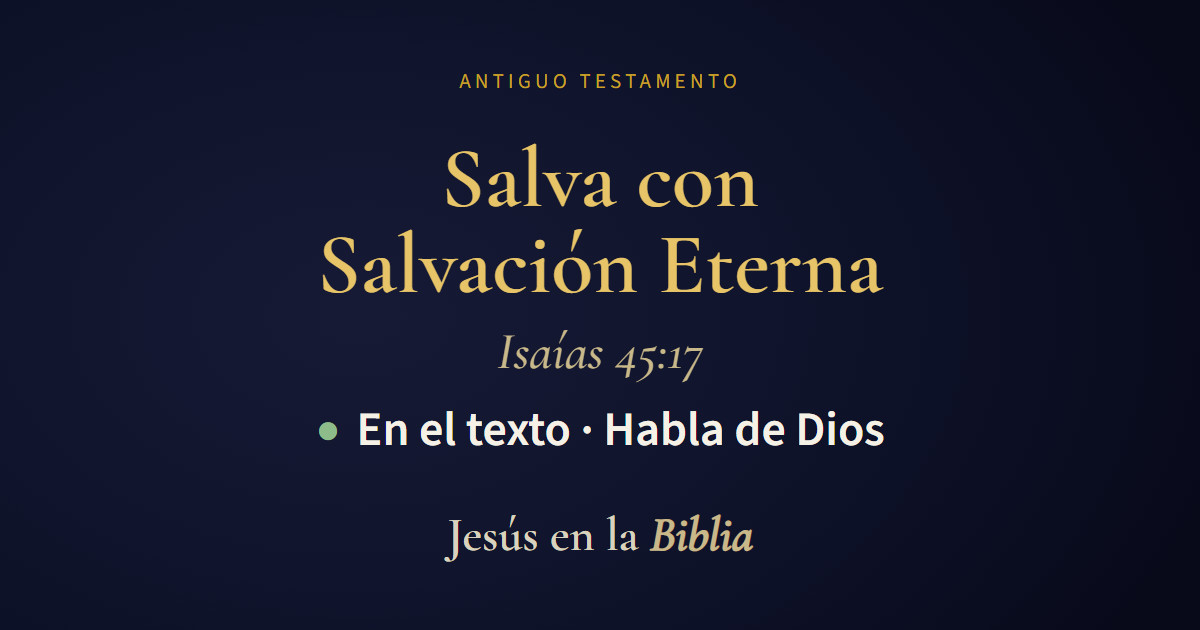 ANTIGUO TESTAMENTO
Salva con
Salvación Eterna
Isaías 45:17
• En el texto · Habla de Dios
Jesús en la Biblia